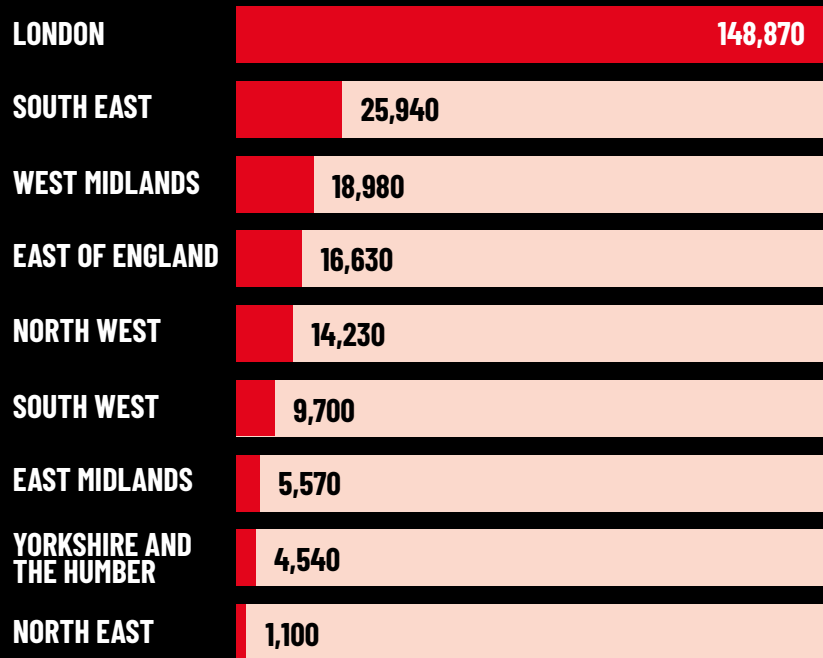 LONDON 148,870
SOUTH EAST 25,940
WEST MIDLANDS 18,980
EAST OF ENGLAND 16,630
NORTH WEST 14,230
SOUTH WEST 9,700
EAST MIDLANDS 5,570
YORKSHIRE AND
THE HUMBER 4,540
NORTH EAST 1,100